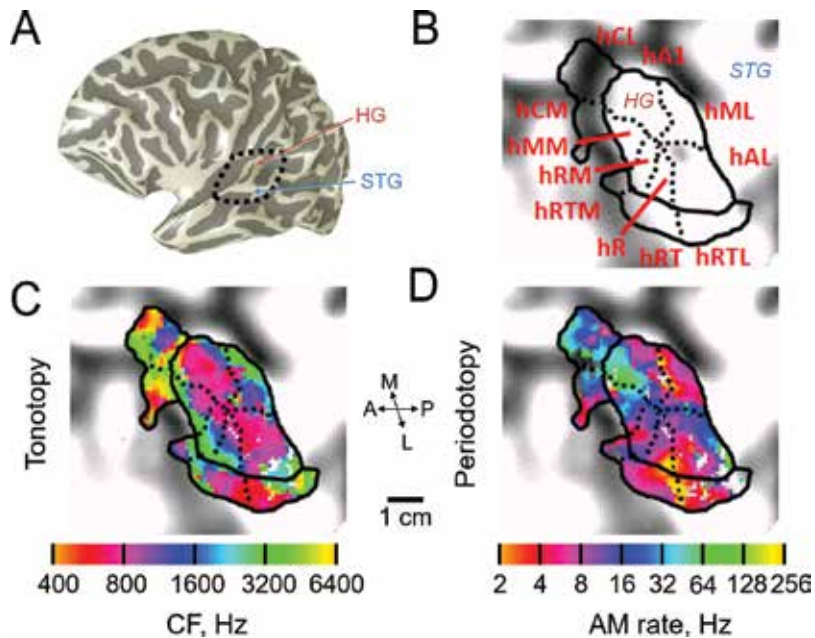 A
HG
STG
B
hCL
hA1
STG
HG
hML
hCM
hMM
hAL
hRM
hRTM
hR
hRT
hRTL
C
Tonotopy
400 800 1600 3200 6400
CF, Hz
M
A P
L
1 cm
D
Periodotopy
2 4 8 16 32 64 128 256
AM rate, Hz